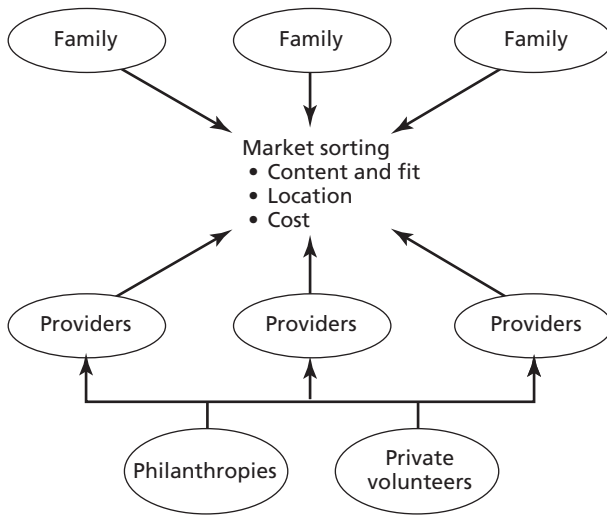 Family
Family
Family
Market sorting
• Content and fit
• Location
• Cost
Providers
Providers
Providers
Philanthropies
Private
volunteers